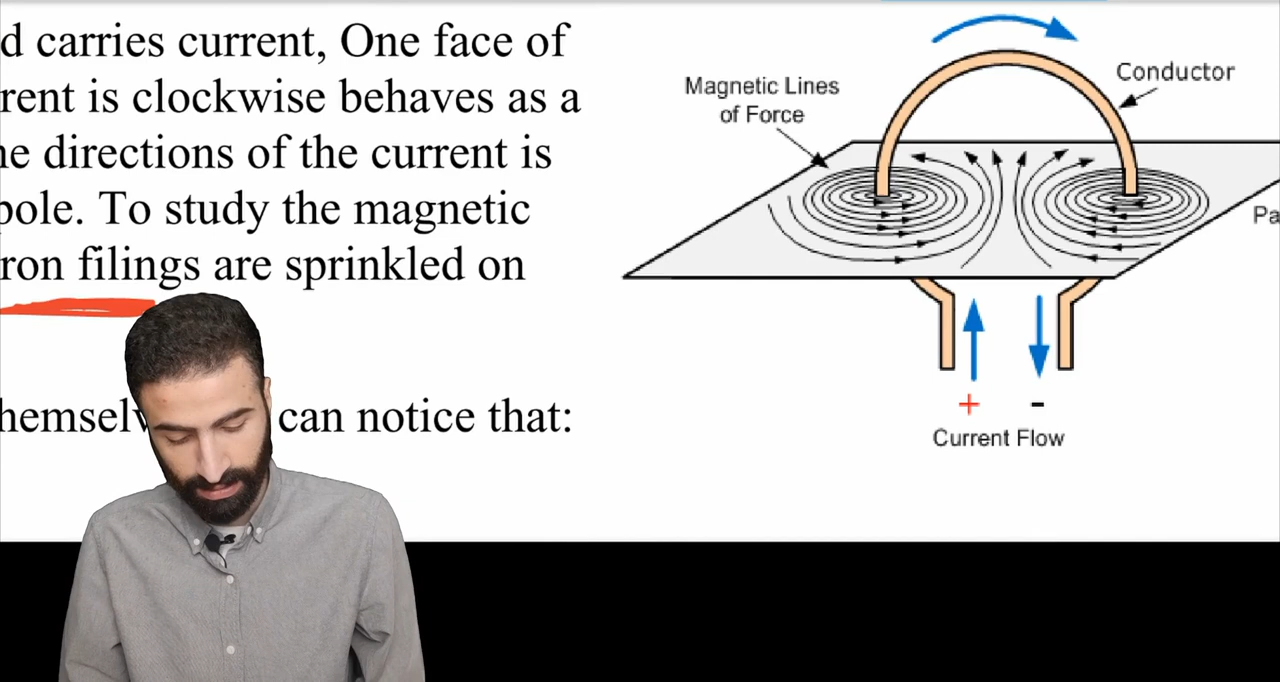 d carries current, One face of
rent is clockwise behaves as a
he directions of the current is
pole. To study the magnetic
ron filings are sprinkled on
can notice that:
Magnetic Lines
of Force
Conductor
+ -
Current Flow